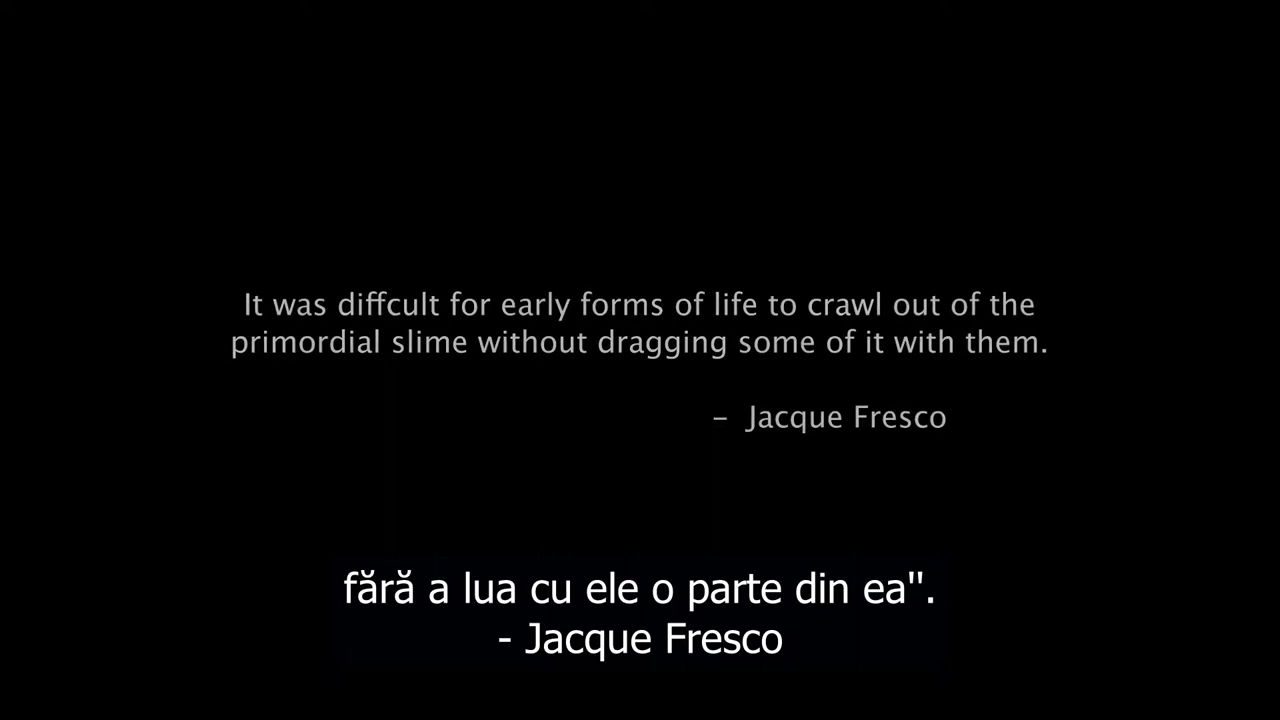 It was diffcult for early forms of life to crawl out of the
primordial slime without dragging some of it with them.
– Jacque Fresco
fără a lua cu ele o parte din ea".
- Jacque Fresco